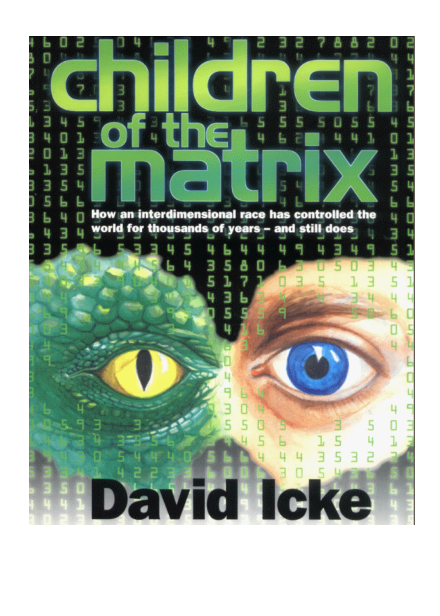 children
of the
matrix
How an interdimensional race has controlled the
world for thousands of years – and still does
David Icke